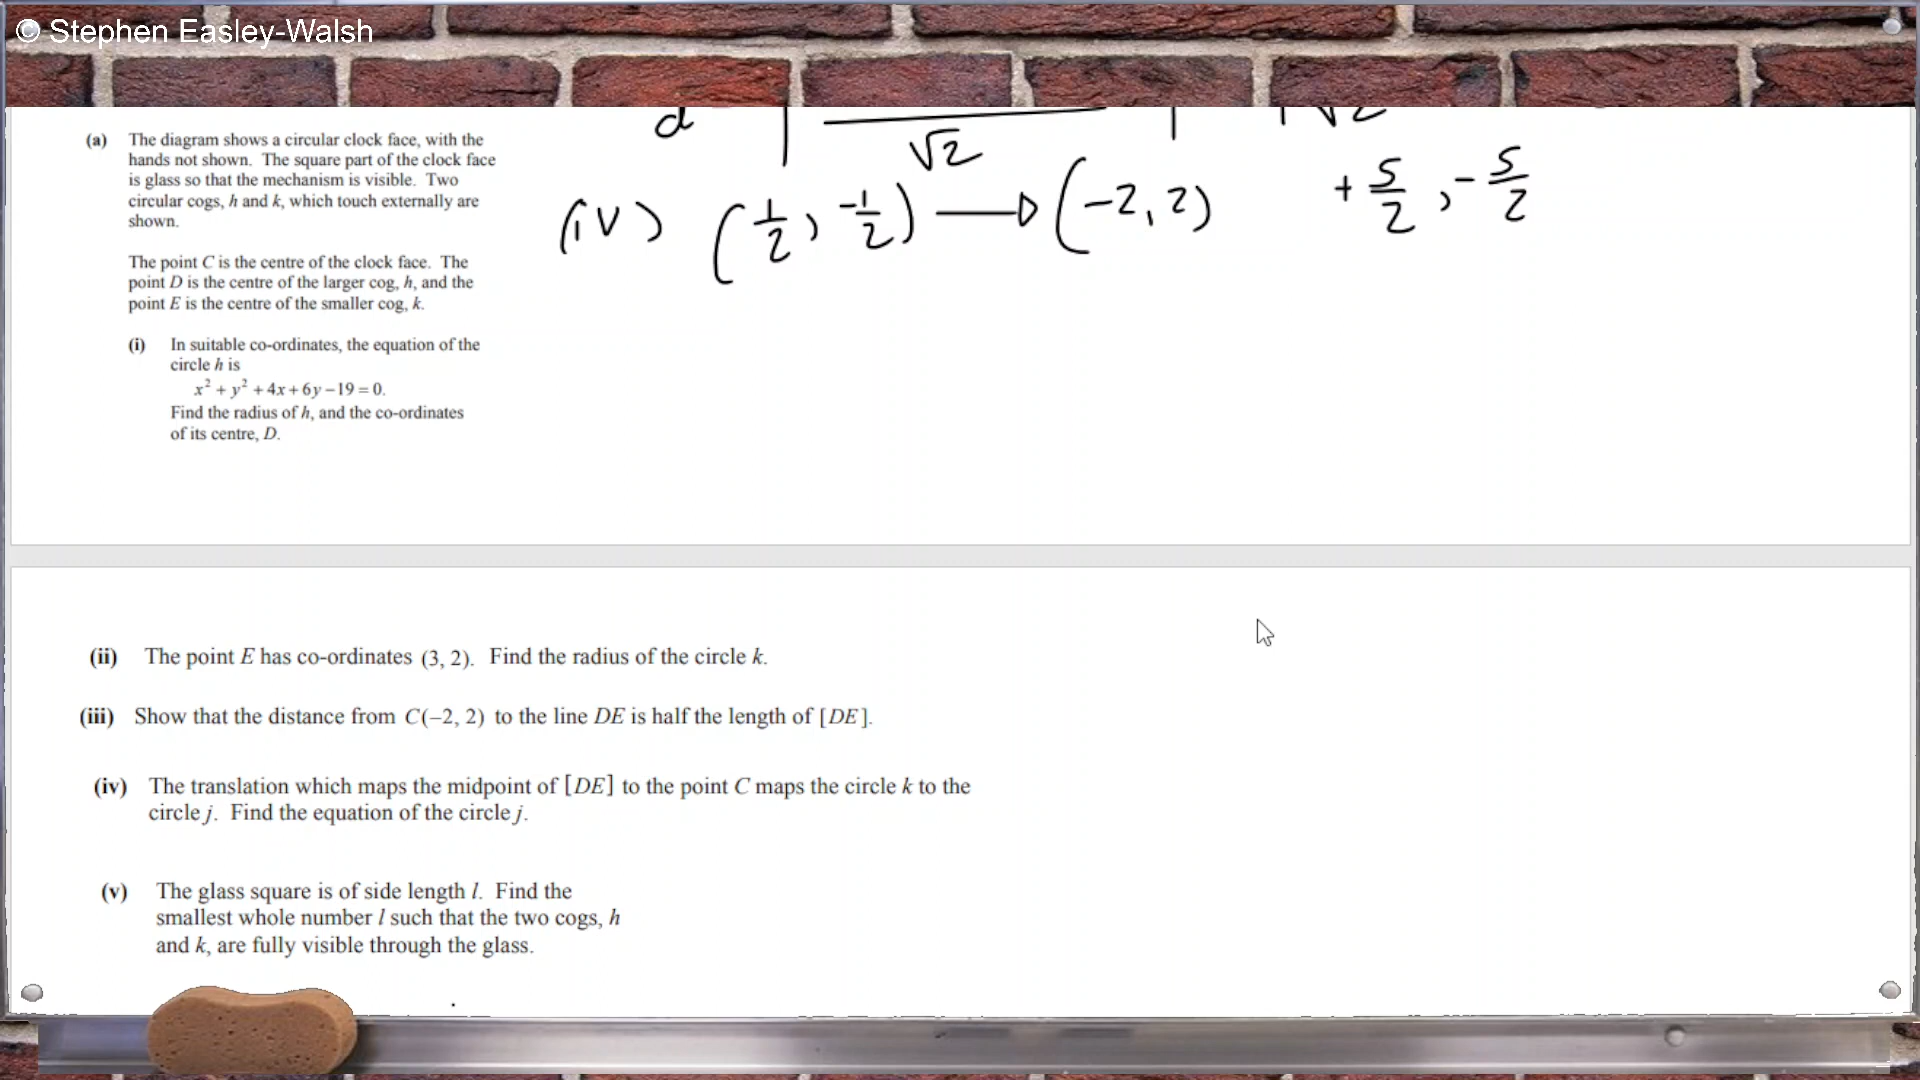 © Stephen Easley-Walsh
d √2 √2
(a) The diagram shows a circular clock face, with the
hands not shown. The square part of the clock face
is glass so that the mechanism is visible. Two
circular cogs, h and k, which touch externally are
shown.
(iv) (1/2, -1/2) → (-2, 2) + 5/2, - 5/2
The point C is the centre of the clock face. The
point D is the centre of the larger cog, h, and the
point E is the centre of the smaller cog, k.
(i) In suitable co-ordinates, the equation of the
circle h is
x² + y² + 4x + 6y – 19 = 0.
Find the radius of h, and the co-ordinates
of its centre, D.
(ii) The point E has co-ordinates (3, 2). Find the radius of the circle k.
(iii) Show that the distance from C(–2, 2) to the line DE is half the length of [DE].
(iv) The translation which maps the midpoint of [DE] to the point C maps the circle k to the
circle j. Find the equation of the circle j.
(v) The glass square is of side length l. Find the
smallest whole number l such that the two cogs, h
and k, are fully visible through the glass.